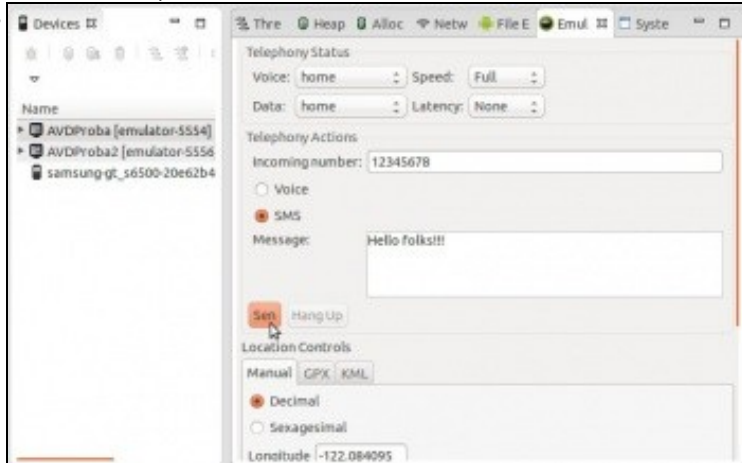 Devices
Thre Heap Alloc Netw File E Emul Syste
Name
AVDProba [emulator-5554]
AVDProba2 [emulator-5556
samsung-gt_s6500-20e62b4
Telephony Status
Voice: home Speed: Full
Data: home Latency: None
Telephony Actions
Incoming number: 12345678
Voice
SMS
Message: Hello folks!!!
Sen Hang Up
Location Controls
Manual GPX KML
Decimal
Sexagesimal
Longitude -122.084095